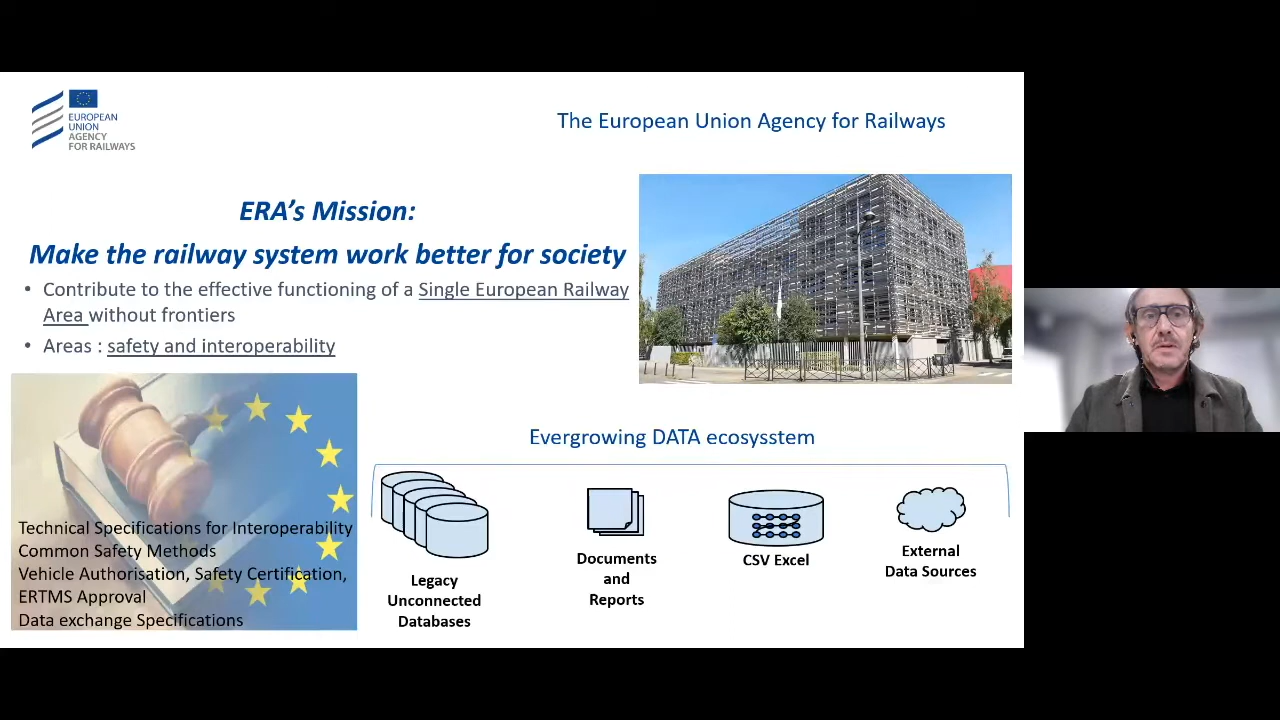 EUROPEAN
UNION
AGENCY
FOR RAILWAYS
The European Union Agency for Railways
ERA's Mission:
Make the railway system work better for society
• Contribute to the effective functioning of a Single European Railway
Area without frontiers
• Areas : safety and interoperability
Technical Specifications for Interoperability
Common Safety Methods
Vehicle Authorisation, Safety Certification,
ERTMS Approval
Data exchange Specifications
Evergrowing DATA ecosysstem
Legacy
Unconnected
Databases
Documents
and
Reports
CSV Excel
External
Data Sources